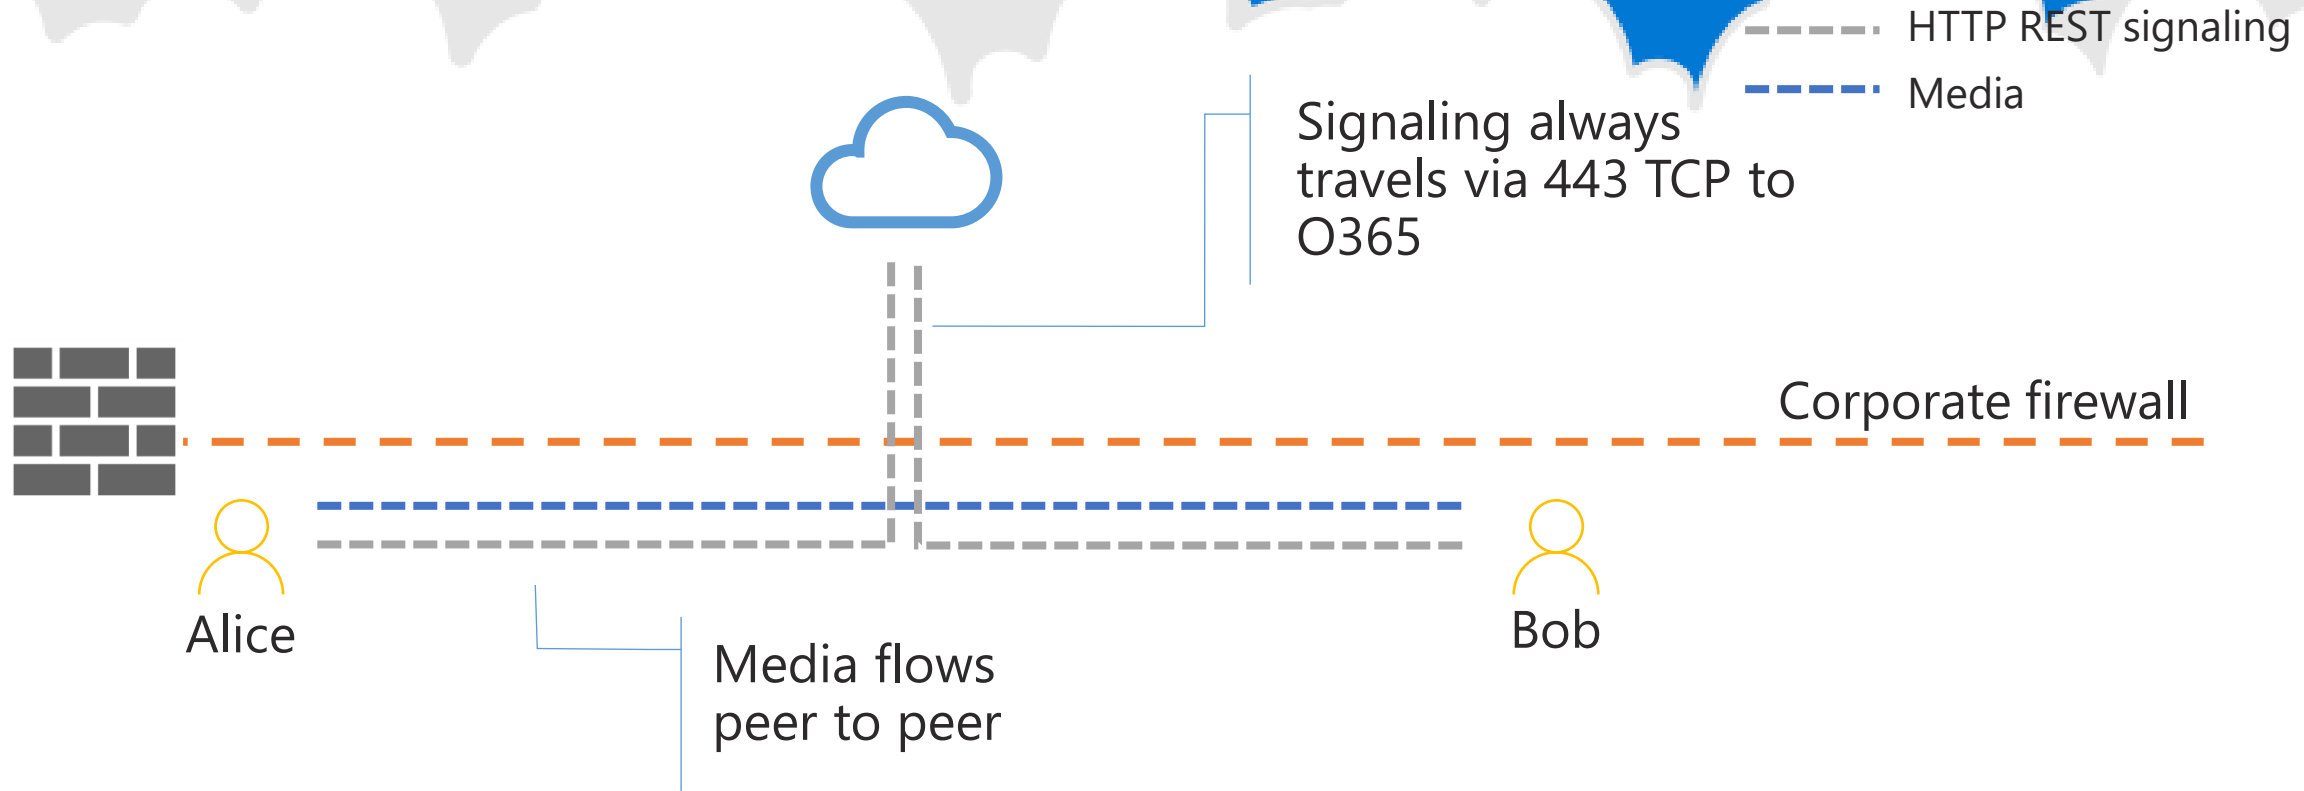 HTTP REST signaling
Media
Signaling always
travels via 443 TCP to
O365
Corporate firewall
Alice
Bob
Media flows
peer to peer